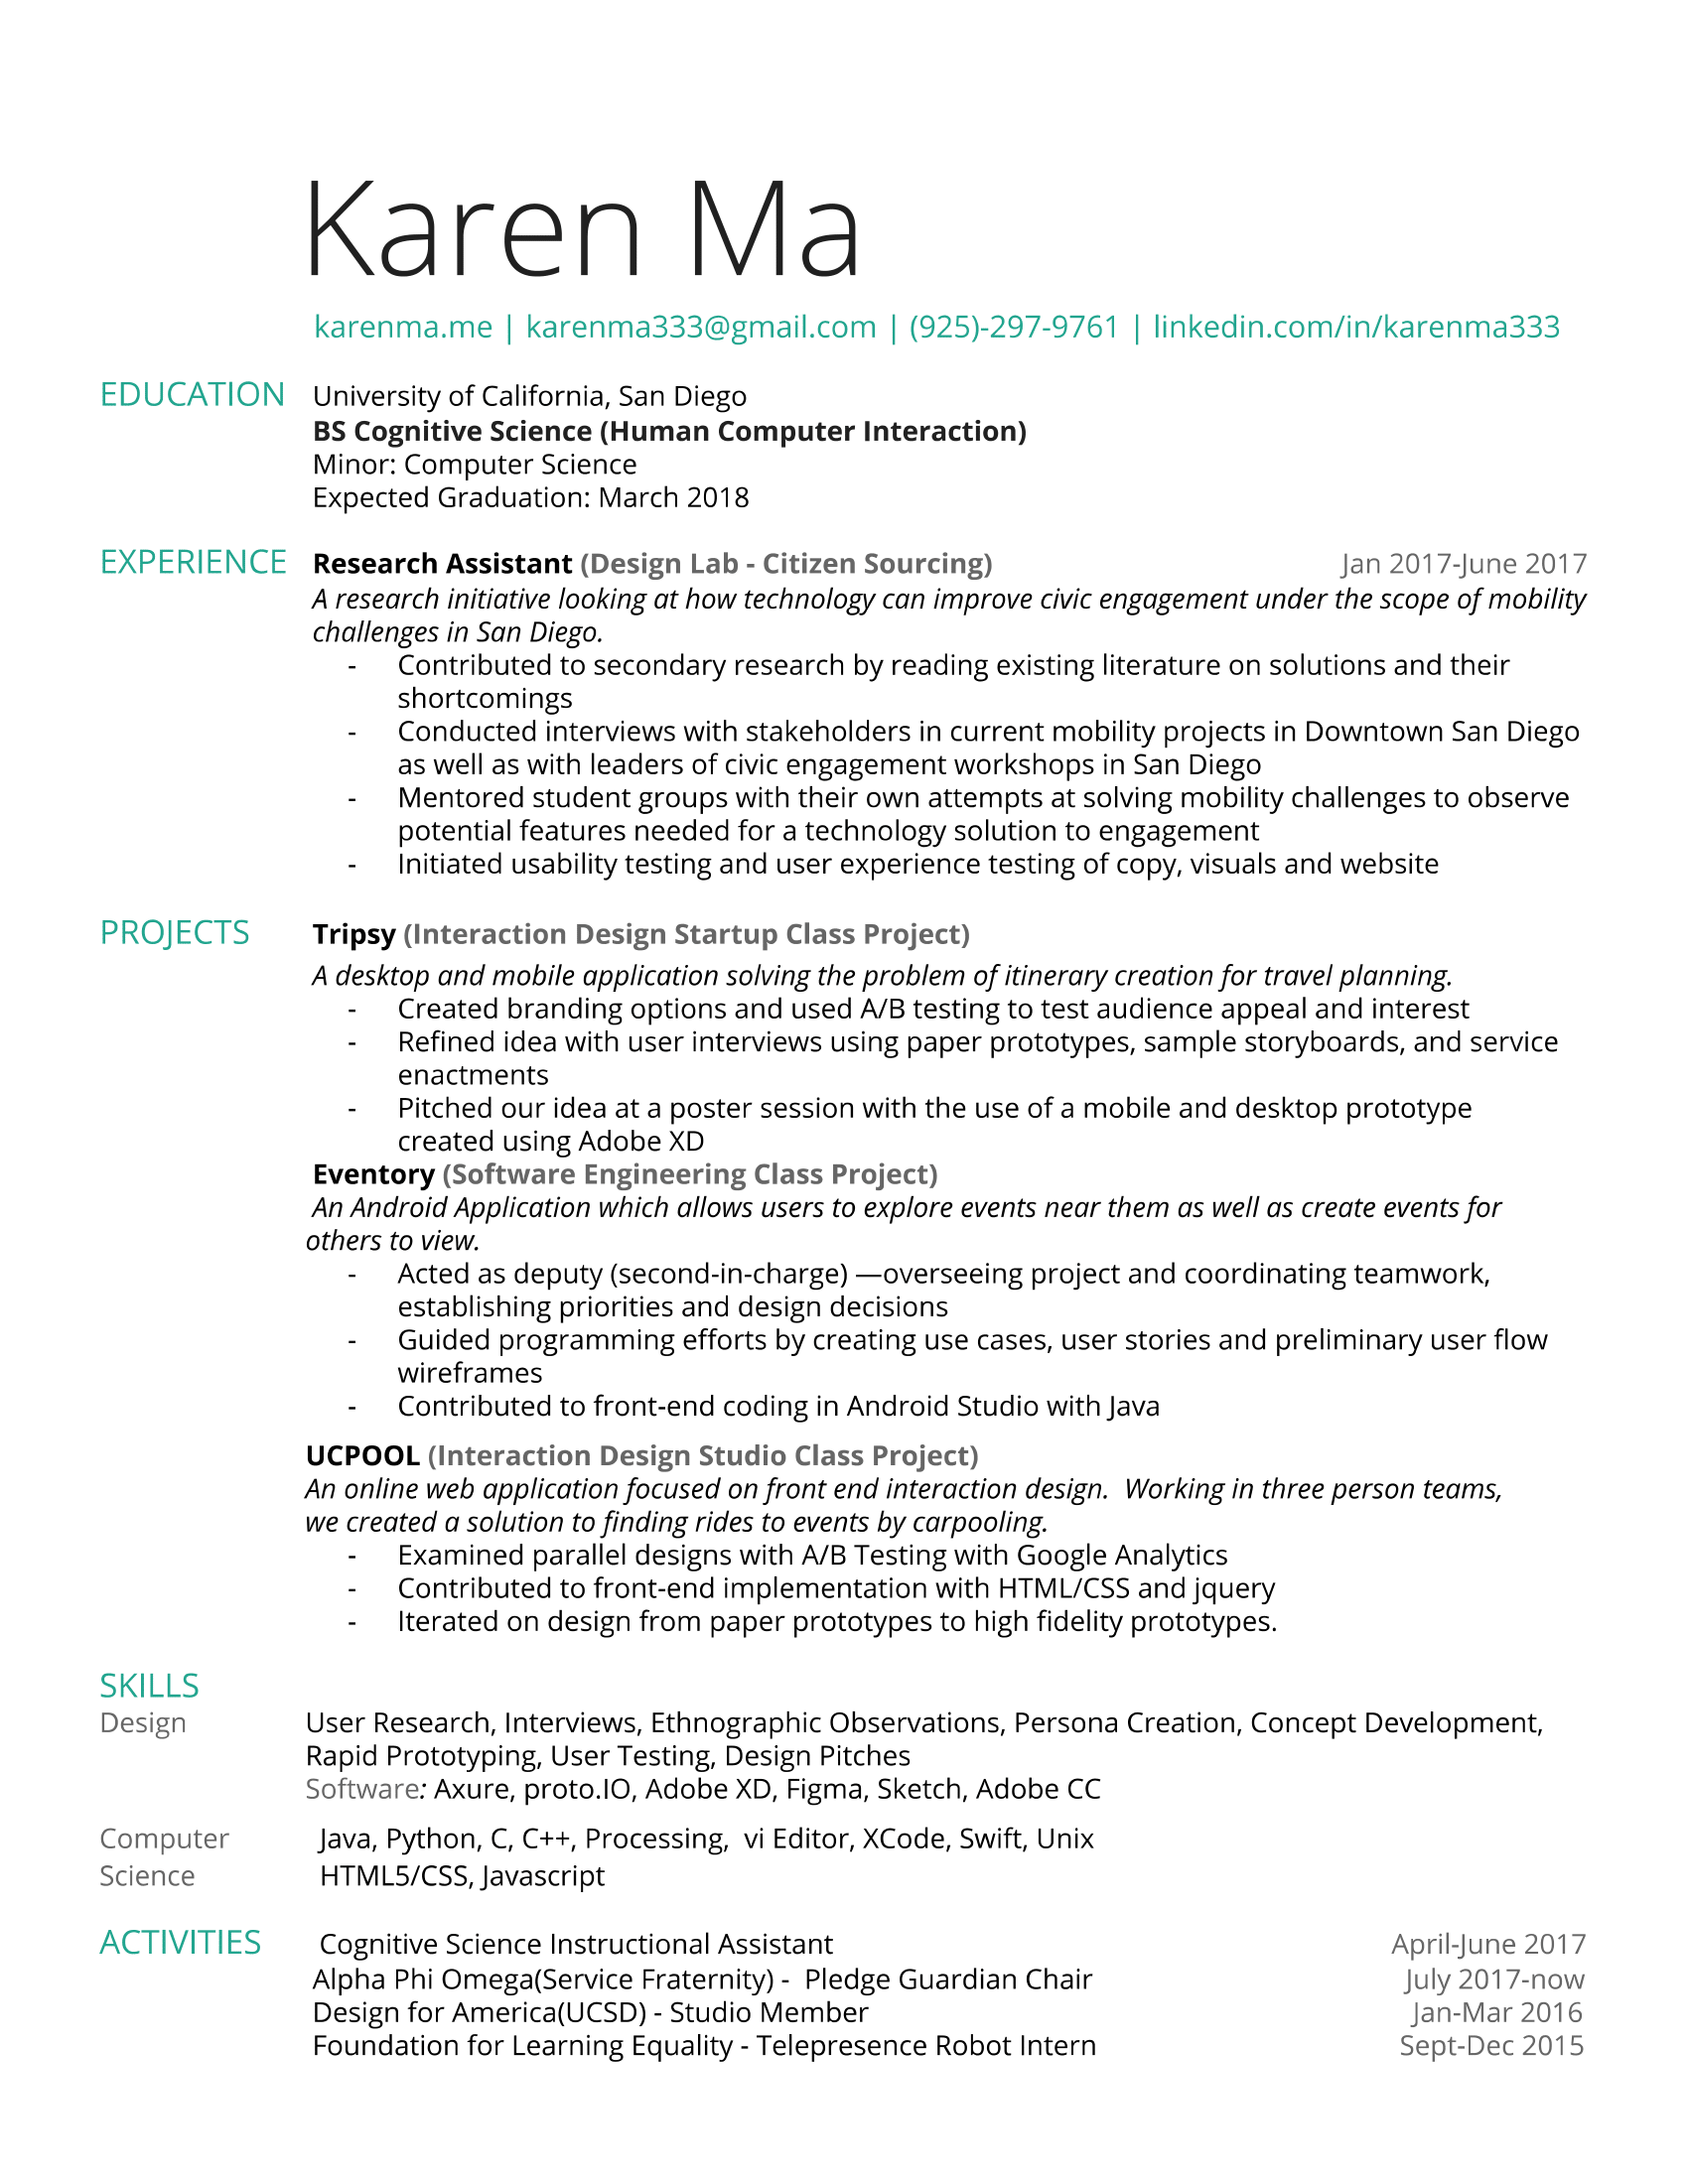 Karen Ma
karenma.me | karenma333@gmail.com | (925)-297-9761 | linkedin.com/in/karenma333
EDUCATION University of California, San Diego
BS Cognitive Science (Human Computer Interaction)
Minor: Computer Science
Expected Graduation: March 2018
EXPERIENCE Research Assistant (Design Lab - Citizen Sourcing) Jan 2017-June 2017
A research initiative looking at how technology can improve civic engagement under the scope of mobility
challenges in San Diego.
- Contributed to secondary research by reading existing literature on solutions and their
shortcomings
- Conducted interviews with stakeholders in current mobility projects in Downtown San Diego
as well as with leaders of civic engagement workshops in San Diego
- Mentored student groups with their own attempts at solving mobility challenges to observe
potential features needed for a technology solution to engagement
- Initiated usability testing and user experience testing of copy, visuals and website
PROJECTS Tripsy (Interaction Design Startup Class Project)
A desktop and mobile application solving the problem of itinerary creation for travel planning.
- Created branding options and used A/B testing to test audience appeal and interest
- Refined idea with user interviews using paper prototypes, sample storyboards, and service
enactments
- Pitched our idea at a poster session with the use of a mobile and desktop prototype
created using Adobe XD
Eventory (Software Engineering Class Project)
An Android Application which allows users to explore events near them as well as create events for
others to view.
- Acted as deputy (second-in-charge) —overseeing project and coordinating teamwork,
establishing priorities and design decisions
- Guided programming efforts by creating use cases, user stories and preliminary user flow
wireframes
- Contributed to front-end coding in Android Studio with Java
UCPOOL (Interaction Design Studio Class Project)
An online web application focused on front end interaction design. Working in three person teams,
we created a solution to finding rides to events by carpooling.
- Examined parallel designs with A/B Testing with Google Analytics
- Contributed to front-end implementation with HTML/CSS and jquery
- Iterated on design from paper prototypes to high fidelity prototypes.
SKILLS
Design User Research, Interviews, Ethnographic Observations, Persona Creation, Concept Development,
Rapid Prototyping, User Testing, Design Pitches
Software: Axure, proto.IO, Adobe XD, Figma, Sketch, Adobe CC
Computer Java, Python, C, C++, Processing, vi Editor, XCode, Swift, Unix
Science HTML5/CSS, Javascript
ACTIVITIES Cognitive Science Instructional Assistant April-June 2017
Alpha Phi Omega(Service Fraternity) - Pledge Guardian Chair July 2017-now
Design for America(UCSD) - Studio Member Jan-Mar 2016
Foundation for Learning Equality - Telepresence Robot Intern Sept-Dec 2015